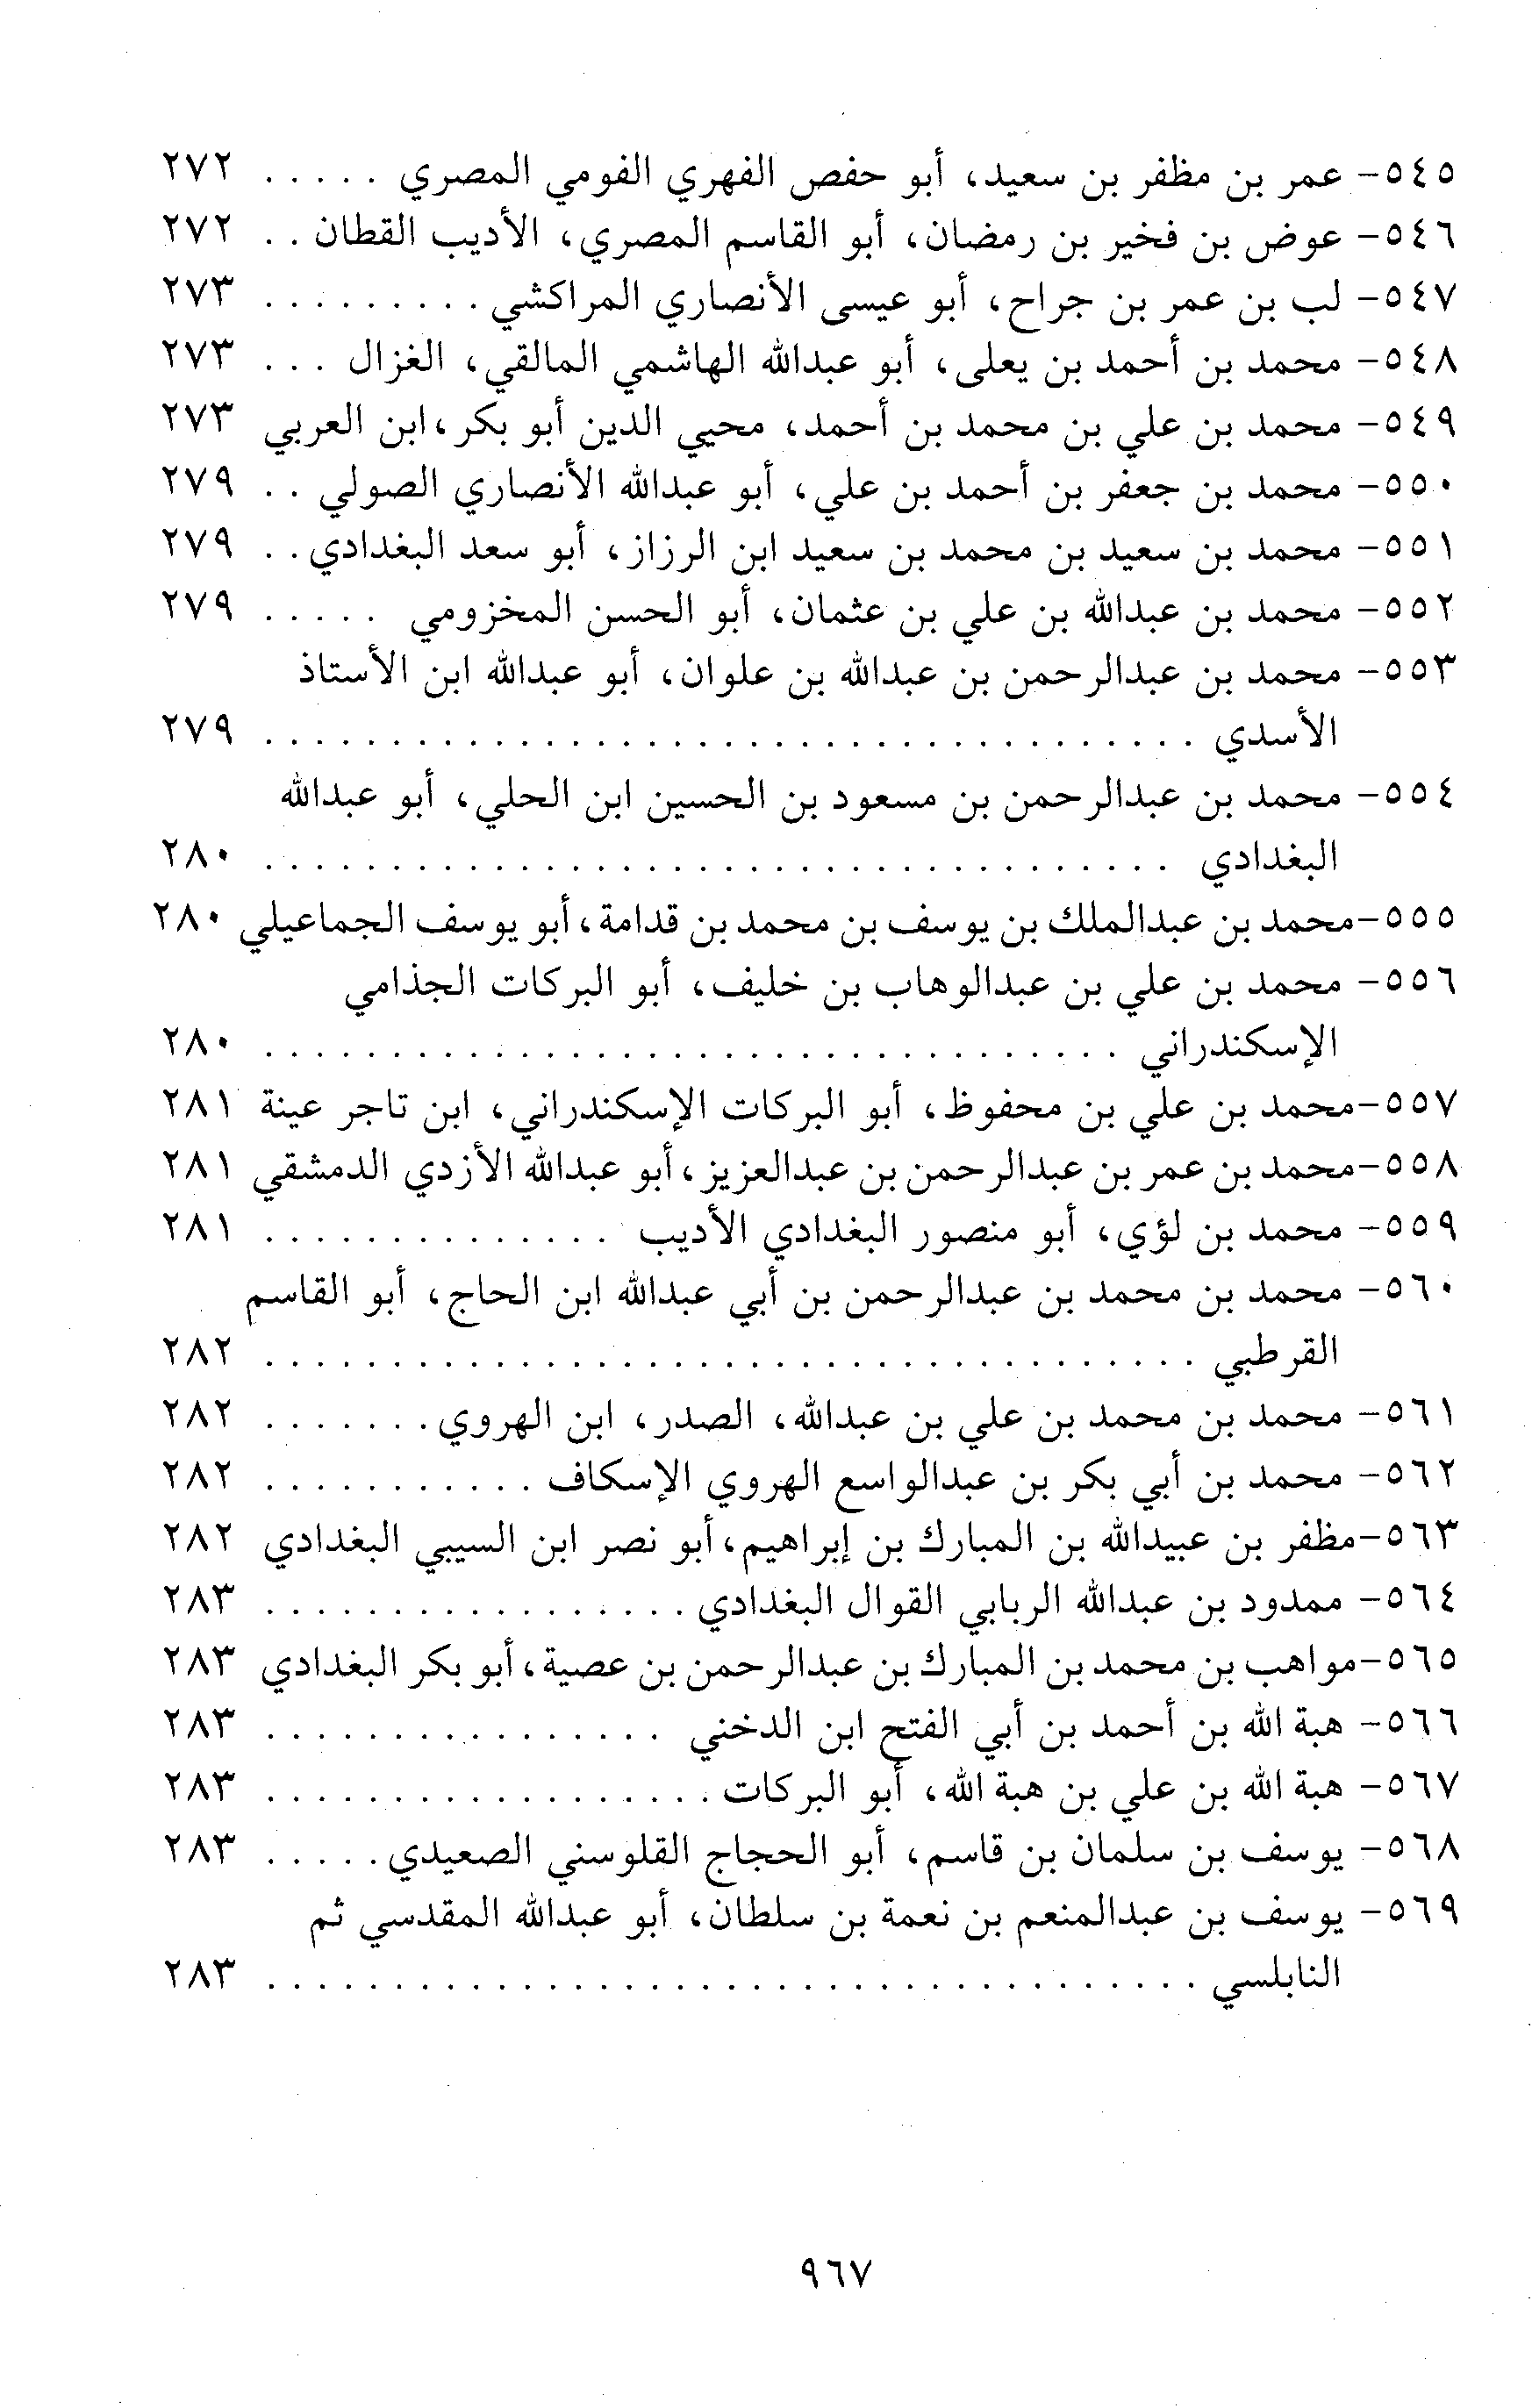 ٥٤٥- عمر بن مظفر بن سعيد، أبو حفص الفهري الفومي المصري . . . . . ٢٧٢
٥٤٦- عوض بن فخير بن رمضان، أبو القاسم المصري، الأديب القطان . . ٢٧٢
٥٤٧- لب بن عمر بن جراح، أبو عيسى الأنصاري المراكشي . . . . . . . . . ٢٧٣
٥٤٨- محمد بن أحمد بن يعلى، أبو عبدالله الهاشمي المالقي، الغزال . . . ٢٧٣
٥٤٩- محمد بن علي بن محمد بن أحمد، محيي الدين أبو بكر، ابن العربي ٢٧٣
٥٥٠- محمد بن جعفر بن أحمد بن علي، أبو عبدالله الأنصاري الصولي . . ٢٧٩
٥٥١- محمد بن سعيد بن محمد بن سعيد ابن الرزاز، أبو سعد البغدادي . . ٢٧٩
٥٥٢- محمد بن عبدالله بن علي بن عثمان، أبو الحسن المخزومي . . . . . ٢٧٩
٥٥٣- محمد بن عبدالرحمن بن عبدالله بن علوان، أبو عبدالله ابن الأستاذ
الأسدي . . . . . . . . . . . . . . . . . . . . . . . . . . . . . . . . . . . . . ٢٧٩
٥٥٤- محمد بن عبدالرحمن بن مسعود بن الحسين ابن الحلي، أبو عبدالله
البغدادي . . . . . . . . . . . . . . . . . . . . . . . . . . . . . . . . . . . . ٢٨٠
٥٥٥-محمد بن عبدالملك بن يوسف بن محمد بن قدامة، أبو يوسف الجماعيلي ٢٨٠
٥٥٦- محمد بن علي بن عبدالوهاب بن خليف، أبو البركات الجذامي
الإسكندراني . . . . . . . . . . . . . . . . . . . . . . . . . . . . . . . . . . ٢٨٠
٥٥٧-محمد بن علي بن محفوظ، أبو البركات الإسكندراني، ابن تاجر عينة ٢٨١
٥٥٨-محمد بن عمر بن عبدالرحمن بن عبدالعزيز، أبو عبدالله الأزدي الدمشقي ٢٨١
٥٥٩- محمد بن لؤي، أبو منصور البغدادي الأديب . . . . . . . . . . . . . . ٢٨١
٥٦٠- محمد بن محمد بن عبدالرحمن بن أبي عبدالله ابن الحاج، أبو القاسم
القرطبي . . . . . . . . . . . . . . . . . . . . . . . . . . . . . . . . . . . . . ٢٨٢
٥٦١- محمد بن محمد بن علي بن عبدالله، الصدر، ابن الهروي . . . . . . . ٢٨٢
٥٦٢- محمد بن أبي بكر بن عبدالواسع الهروي الإسكاف . . . . . . . . . . . ٢٨٢
٥٦٣-مظفر بن عبيدالله بن المبارك بن إبراهيم، أبو نصر ابن السيبي البغدادي ٢٨٢
٥٦٤- ممدود بن عبدالله الربابي القوال البغدادي . . . . . . . . . . . . . . . . . ٢٨٣
٥٦٥-مواهب بن محمد بن المبارك بن عبدالرحمن بن عصية، أبو بكر البغدادي ٢٨٣
٥٦٦- هبة الله بن أحمد بن أبي الفتح ابن الدخني . . . . . . . . . . . . . . . . ٢٨٣
٥٦٧- هبة الله بن علي بن هبة الله، أبو البركات . . . . . . . . . . . . . . . . . . ٢٨٣
٥٦٨- يوسف بن سلمان بن قاسم، أبو الحجاج القلوسني الصعيدي . . . . . ٢٨٣
٥٦٩- يوسف بن عبدالمنعم بن نعمة بن سلطان، أبو عبدالله المقدسي ثم
النابلسي . . . . . . . . . . . . . . . . . . . . . . . . . . . . . . . . . . . . . ٢٨٣
٩٦٧